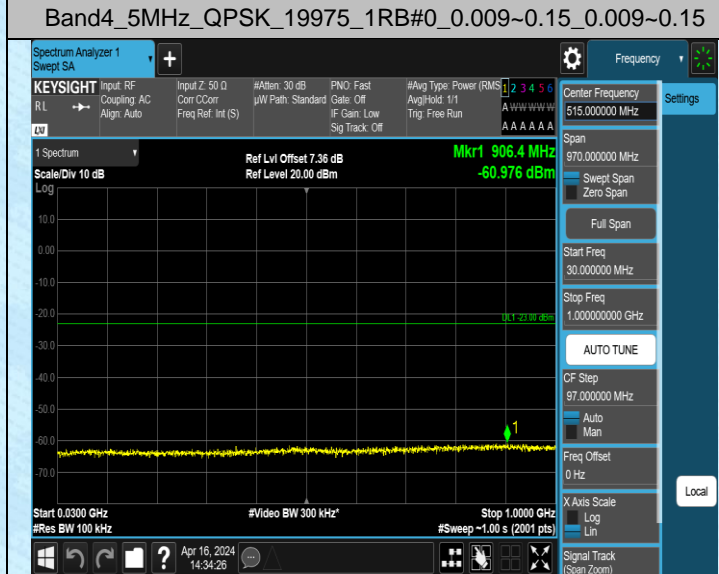 Band4_5MHz_QPSK_19975_1RB#0_0.009~0.15_0.009~0.15
Spectrum Analyzer 1
Swept SA
Frequency
KEYSIGHT
RL
LXI
Input: RF
Coupling: AC
Align: Auto
Input Z: 50 Ω
Corr CCorr
Freq Ref: Int (S)
#Atten: 30 dB
µW Path: Standard
PNO: Fast
Gate: Off
IF Gain: Low
Sig Track: Off
#Avg Type: Power (RMS
Avg|Hold: 1/1
Trig: Free Run
1 2 3 4 5 6
A W W W W W
A A A A A A
Center Frequency
515.000000 MHz
Settings
Span
970.000000 MHz
Swept Span
Zero Span
Full Span
Start Freq
30.000000 MHz
Stop Freq
1.000000000 GHz
AUTO TUNE
CF Step
97.000000 MHz
Auto
Man
Freq Offset
0 Hz
X Axis Scale
Log
Lin
Local
Signal Track
(Span Zoom)
1 Spectrum
Scale/Div 10 dB
Log
Ref Lvl Offset 7.36 dB
Ref Level 20.00 dBm
Mkr1 906.4 MHz
-60.976 dBm
10.0
0.00
-10.0
-20.0
DL1 -23.00 dBm
-30.0
-40.0
-50.0
1
-60.0
-70.0
Start 0.0300 GHz
#Video BW 300 kHz*
Stop 1.0000 GHz
#Res BW 100 kHz
#Sweep ~1.00 s (2001 pts)
?
Apr 16, 2024
14:34:26